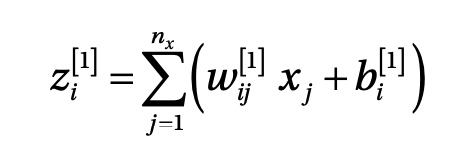 z_i^{[1]} = \sum_{j=1}^{n_x} \left( w_{ij}^{[1]} x_j + b_i^{[1]} \right)